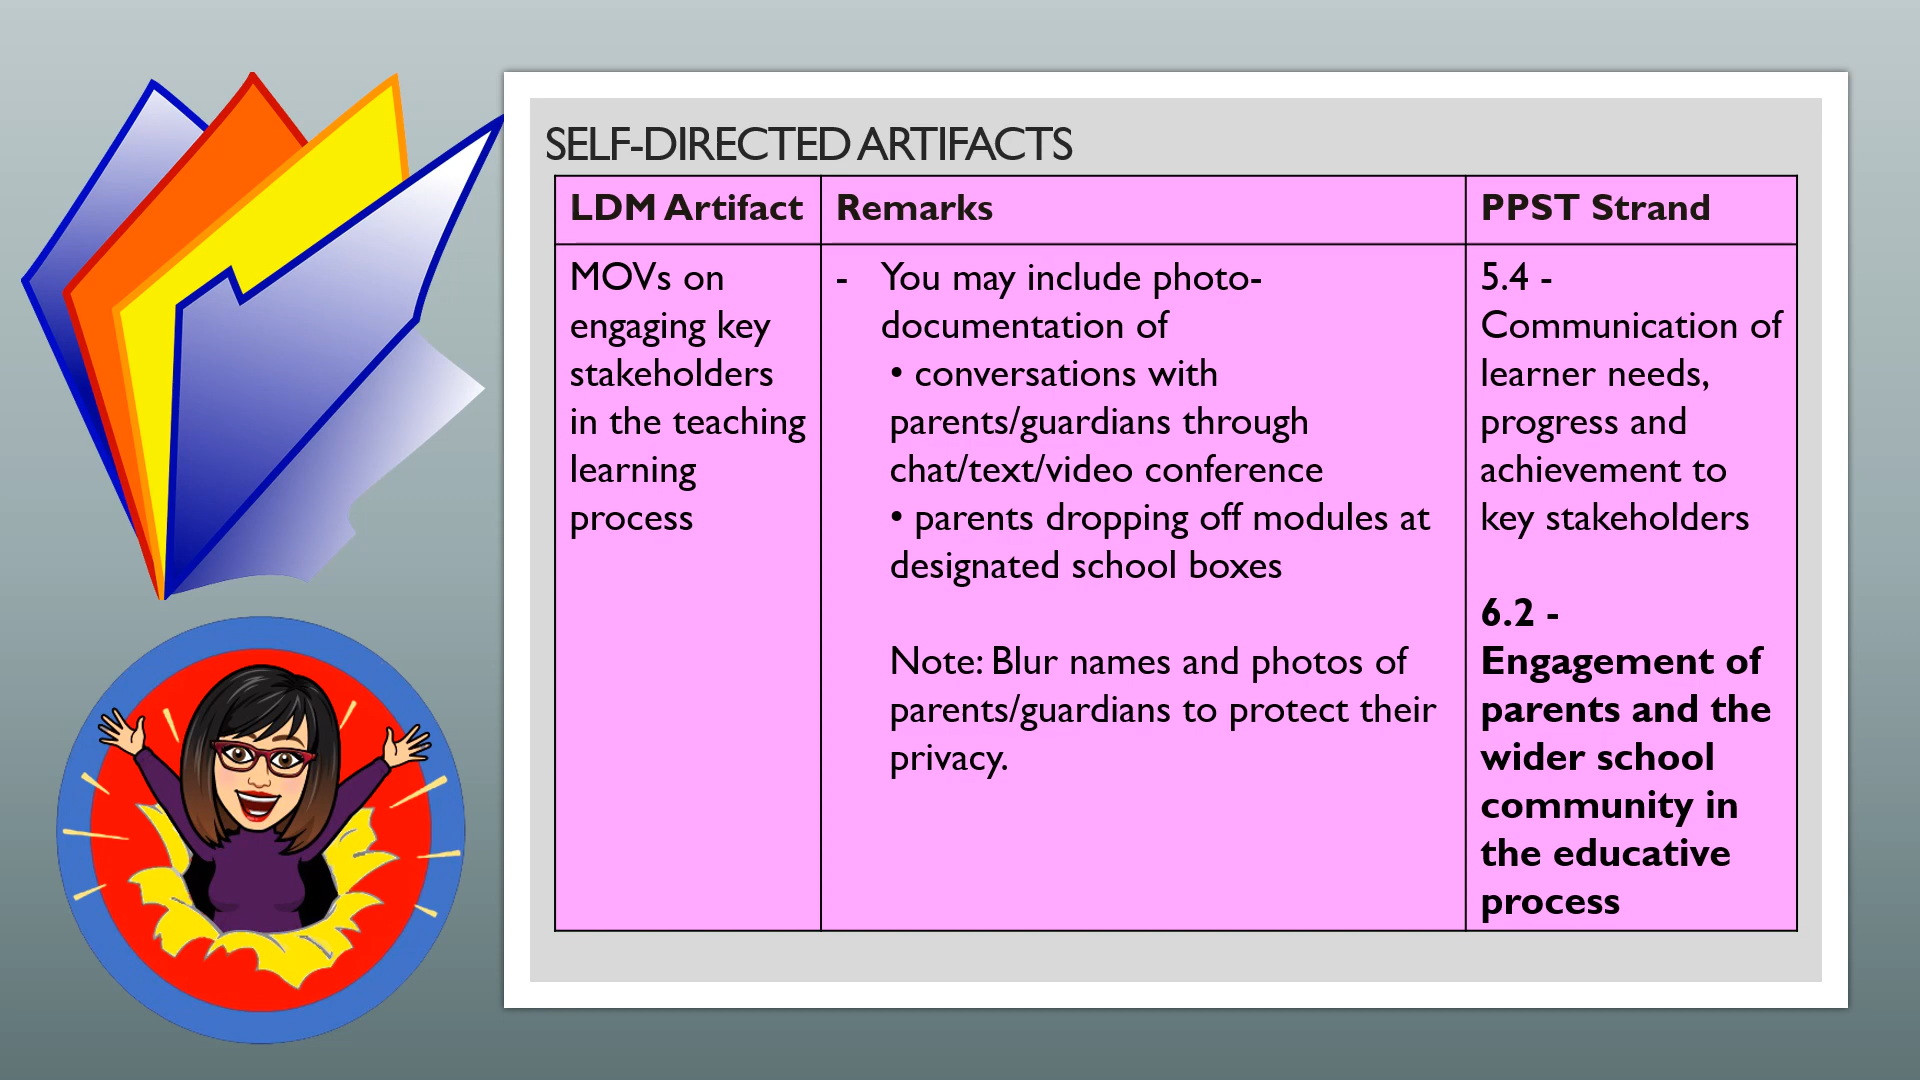 SELF-DIRECTED ARTIFACTS
LDM Artifact
Remarks
PPST Strand
MOVs on
engaging key
stakeholders
in the teaching
learning
process
- You may include photo-
documentation of
• conversations with
parents/guardians through
chat/text/video conference
• parents dropping off modules at
designated school boxes
Note: Blur names and photos of
parents/guardians to protect their
privacy.
5.4 -
Communication of
learner needs,
progress and
achievement to
key stakeholders
6.2 -
Engagement of
parents and the
wider school
community in
the educative
process